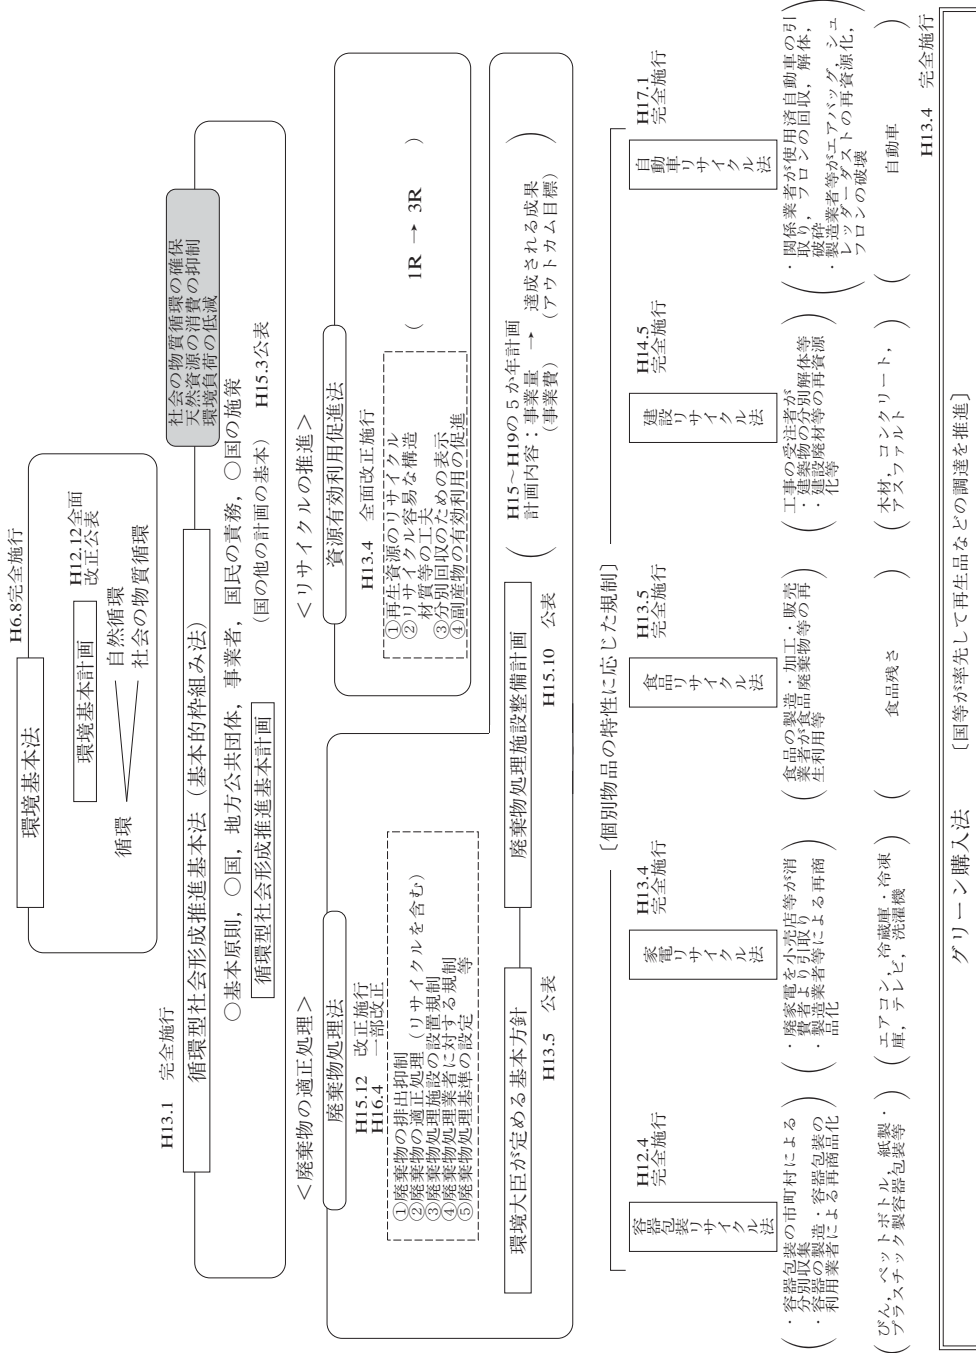 環境基本法
H6.8完全施行
環境基本計画
H12.12全面
改正公表
循環
自然循環
社会の物質循環
H13.1　完全施行
循環型社会形成推進基本法（基本的枠組み法）
社会の物質循環の確保
天然資源の消費の抑制
環境負荷の低減
○基本原則，○国，地方公共団体，事業者，国民の責務，○国の施策
循環型社会形成推進基本計画
(国の他の計画の基本)　H15.3公表
＜廃棄物の適正処理＞
廃棄物処理法
H15.12　改正施行
H16.4　一部改正
①廃棄物の排出抑制
②廃棄物の適正処理（リサイクルを含む）
③廃棄物処理施設の設置規制
④廃棄物処理業者に対する規制
⑤廃棄物処理基準の設定　等
＜リサイクルの推進＞
資源有効利用促進法
H13.4　全面改正施行
①再生資源のリサイクル
②リサイクル容易な構造
材質等の工夫
③分別回収のための表示
④副産物の有効利用の促進
（　1R → 3R　）
環境大臣が定める基本方針
H13.5　公表
廃棄物処理施設整備計画
H15.10　公表
H15～H19の５か年計画
計画内容：事業量 → 達成される成果
（事業費）　（アウトカム目標）
〔個別物品の特性に応じた規制〕
容器包装リサイクル法
H12.4
完全施行
・容器包装の市町村による
分別収集
・容器の製造・容器包装の
利用業者による再商品化
びん，ペットボトル，紙製・
プラスチック製容器包装等
家電リサイクル法
H13.4
完全施行
・廃家電を小売店等が消
費者より引取り
・製造業者等による再商
品化
エアコン，冷蔵庫・冷凍
庫，テレビ，洗濯機
食品リサイクル法
H13.5
完全施行
食品の製造・加工・販売
業者が食品廃棄物等の再
生利用等
食品残さ
建設リサイクル法
H14.5
完全施行
工事の受注者が
・建築物の分別解体等
・建設廃材等の再資源
化等
木材，コンクリート，
アスファルト
自動車リサイクル法
H17.1
完全施行
・関係業者が使用済自動車の引
取り，フロンの回収，解体，
破砕
・製造業者等がエアバッグ，シュ
レッダーダストの再資源化，
フロンの破壊
自動車
H13.4　完全施行
グリーン購入法　〔国等が率先して再生品などの調達を推進〕